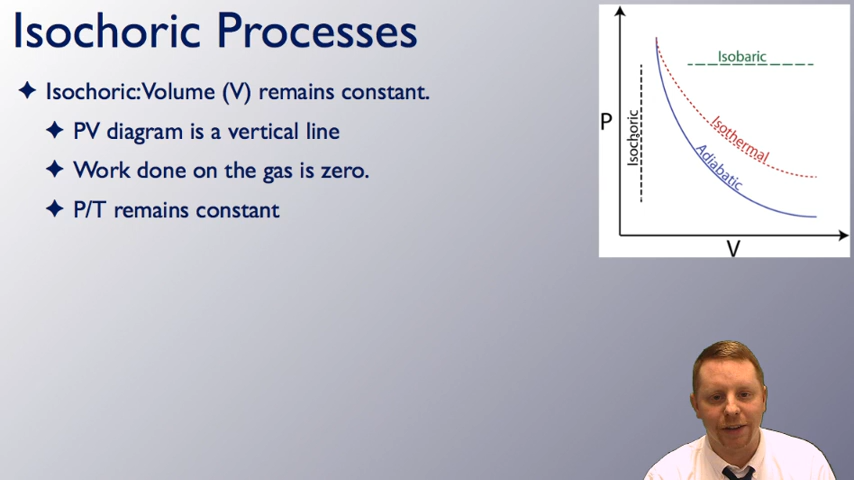 Isochoric Processes
✦ Isochoric: Volume (V) remains constant.
✦ PV diagram is a vertical line
✦ Work done on the gas is zero.
✦ P/T remains constant
Isobaric
P
Isochoric
Isothermal
Adiabatic
V